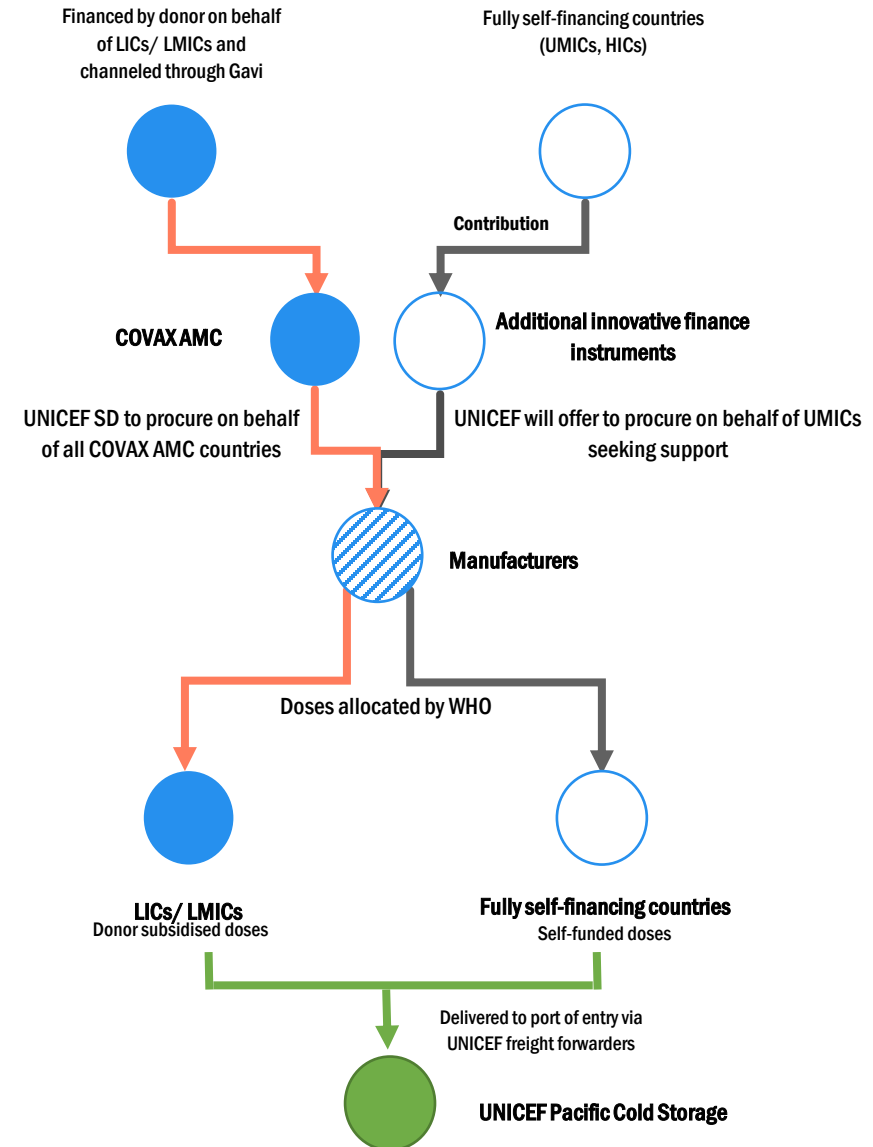 Financed by donor on behalf
of LICs/ LMICs and
channeled through Gavi
Fully self-financing countries
(UMICs, HICs)
Contribution
COVAX AMC
Additional innovative finance
instruments
UNICEF SD to procure on behalf
of all COVAX AMC countries
UNICEF will offer to procure on behalf of UMICs
seeking support
Manufacturers
Doses allocated by WHO
LICs/ LMICs
Donor subsidised doses
Fully self-financing countries
Self-funded doses
Delivered to port of entry via
UNICEF freight forwarders
UNICEF Pacific Cold Storage